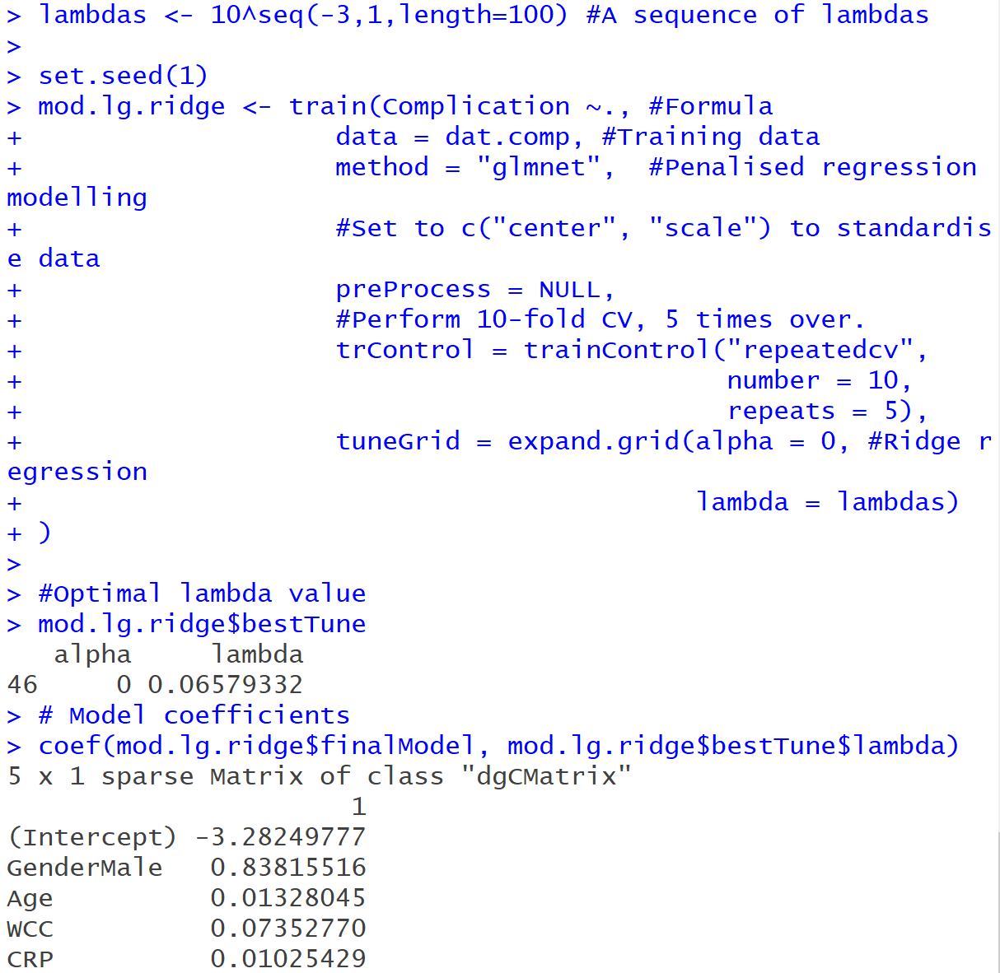 > lambdas <- 10^seq(-3,1,length=100) #A sequence of lambdas
>
> set.seed(1)
> mod.lg.ridge <- train(Complication ~., #Formula
+                     data = dat.comp, #Training data
+                     method = "glmnet",  #Penalised regression
modelling
+                     #Set to c("center", "scale") to standardis
e data
+                     preProcess = NULL,
+                     #Perform 10-fold CV, 5 times over.
+                     trControl = trainControl("repeatedcv",
+                                              number = 10,
+                                              repeats = 5),
+                     tuneGrid = expand.grid(alpha = 0, #Ridge r
egression
+                                            lambda = lambdas)
+ )
>
> #Optimal lambda value
> mod.lg.ridge$bestTune
   alpha     lambda
46     0 0.06579332
> # Model coefficients
> coef(mod.lg.ridge$finalModel, mod.lg.ridge$bestTune$lambda)
5 x 1 sparse Matrix of class "dgCMatrix"
                      1
(Intercept) -3.28249777
GenderMale   0.83815516
Age          0.01328045
WCC          0.07352770
CRP          0.01025429